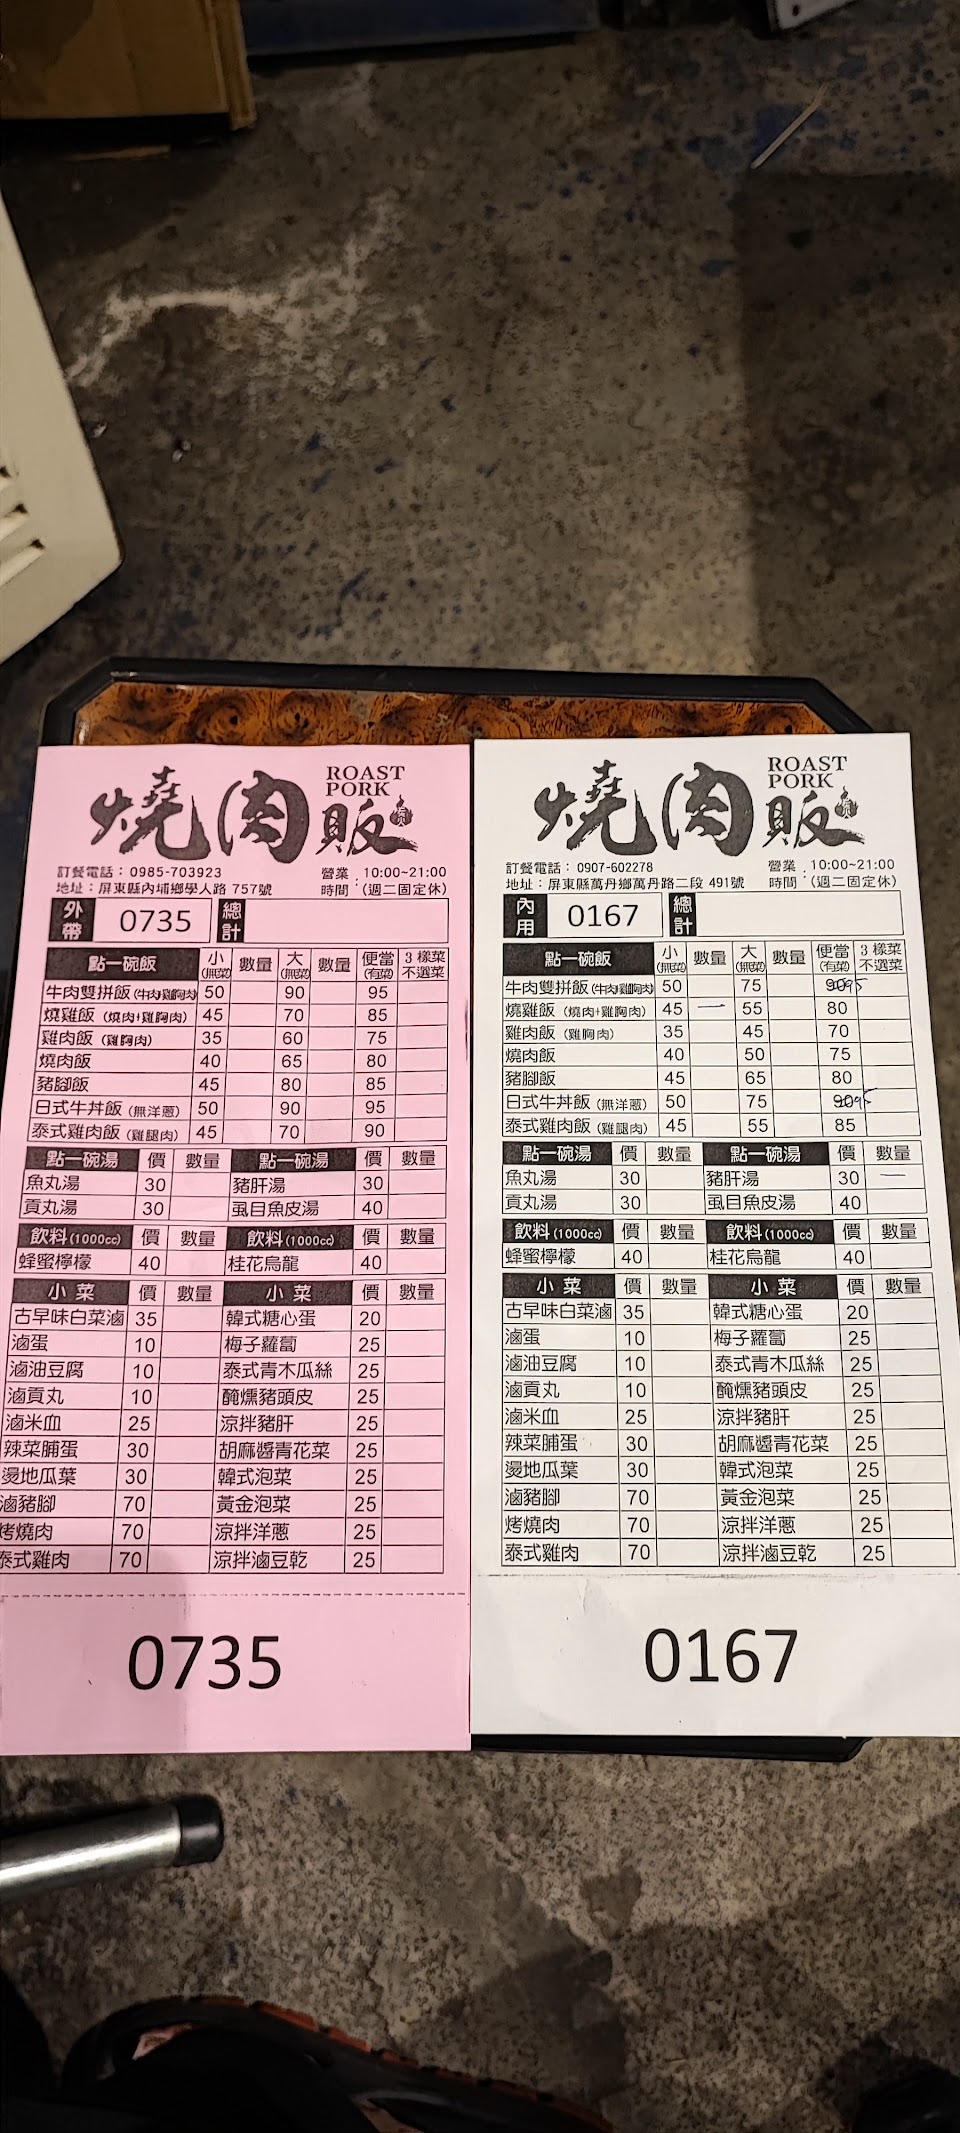 燒肉販
ROAST
PORK
訂餐電話：0985-703923
地址：屏東縣內埔鄉學人路 757號
營業時間：10:00~21:00
(週二固定休)
外帶 0735 總計
點一碗飯 小(無菜) 數量 大(無菜) 數量 便當(有菜) 3樣菜不選菜
牛肉雙拼飯(牛肉雞胸肉) 50 90 95
燒雞飯(燒肉+雞胸肉) 45 70 85
雞肉飯(雞胸肉) 35 60 75
燒肉飯 40 65 80
豬腳飯 45 80 85
日式牛丼飯(無洋蔥) 50 90 95
泰式雞肉飯(雞腿肉) 45 70 90
點一碗湯 價 數量 點一碗湯 價 數量
魚丸湯 30 豬肝湯 30
貢丸湯 30 虱目魚皮湯 40
飲料(1000cc) 價 數量 飲料(1000cc) 價 數量
蜂蜜檸檬 40 桂花烏龍 40
小菜 價 數量 小菜 價 數量
古早味白菜滷 35 韓式糖心蛋 20
滷蛋 10 梅子蘿蔔 25
滷油豆腐 10 泰式青木瓜絲 25
滷貢丸 10 醃燻豬頭皮 25
滷米血 25 涼拌豬肝 25
辣菜脯蛋 30 胡麻醬青花菜 25
燙地瓜葉 30 韓式泡菜 25
滷豬腳 70 黃金泡菜 25
烤燒肉 70 涼拌洋蔥 25
泰式雞肉 70 涼拌滷豆乾 25
0735
燒肉販
ROAST
PORK
訂餐電話：0907-602278
地址：屏東縣萬丹鄉萬丹路二段 491號
營業時間：10:00~21:00
(週二固定休)
內用 0167 總計
點一碗飯 小(無菜) 數量 大(無菜) 數量 便當(有菜) 3樣菜不選菜
牛肉雙拼飯(牛肉雞胸肉) 50 75 90 95
燒雞飯(燒肉+雞胸肉) 45 一 55 80
雞肉飯(雞胸肉) 35 45 70
燒肉飯 40 50 75
豬腳飯 45 65 80
日式牛丼飯(無洋蔥) 50 75 90 95
泰式雞肉飯(雞腿肉) 45 55 85
點一碗湯 價 數量 點一碗湯 價 數量
魚丸湯 30 豬肝湯 30 一
貢丸湯 30 虱目魚皮湯 40
飲料(1000cc) 價 數量 飲料(1000cc) 價 數量
蜂蜜檸檬 40 桂花烏龍 40
小菜 價 數量 小菜 價 數量
古早味白菜滷 35 韓式糖心蛋 20
滷蛋 10 梅子蘿蔔 25
滷油豆腐 10 泰式青木瓜絲 25
滷貢丸 10 醃燻豬頭皮 25
滷米血 25 涼拌豬肝 25
辣菜脯蛋 30 胡麻醬青花菜 25
燙地瓜葉 30 韓式泡菜 25
滷豬腳 70 黃金泡菜 25
烤燒肉 70 涼拌洋蔥 25
泰式雞肉 70 涼拌滷豆乾 25
0167